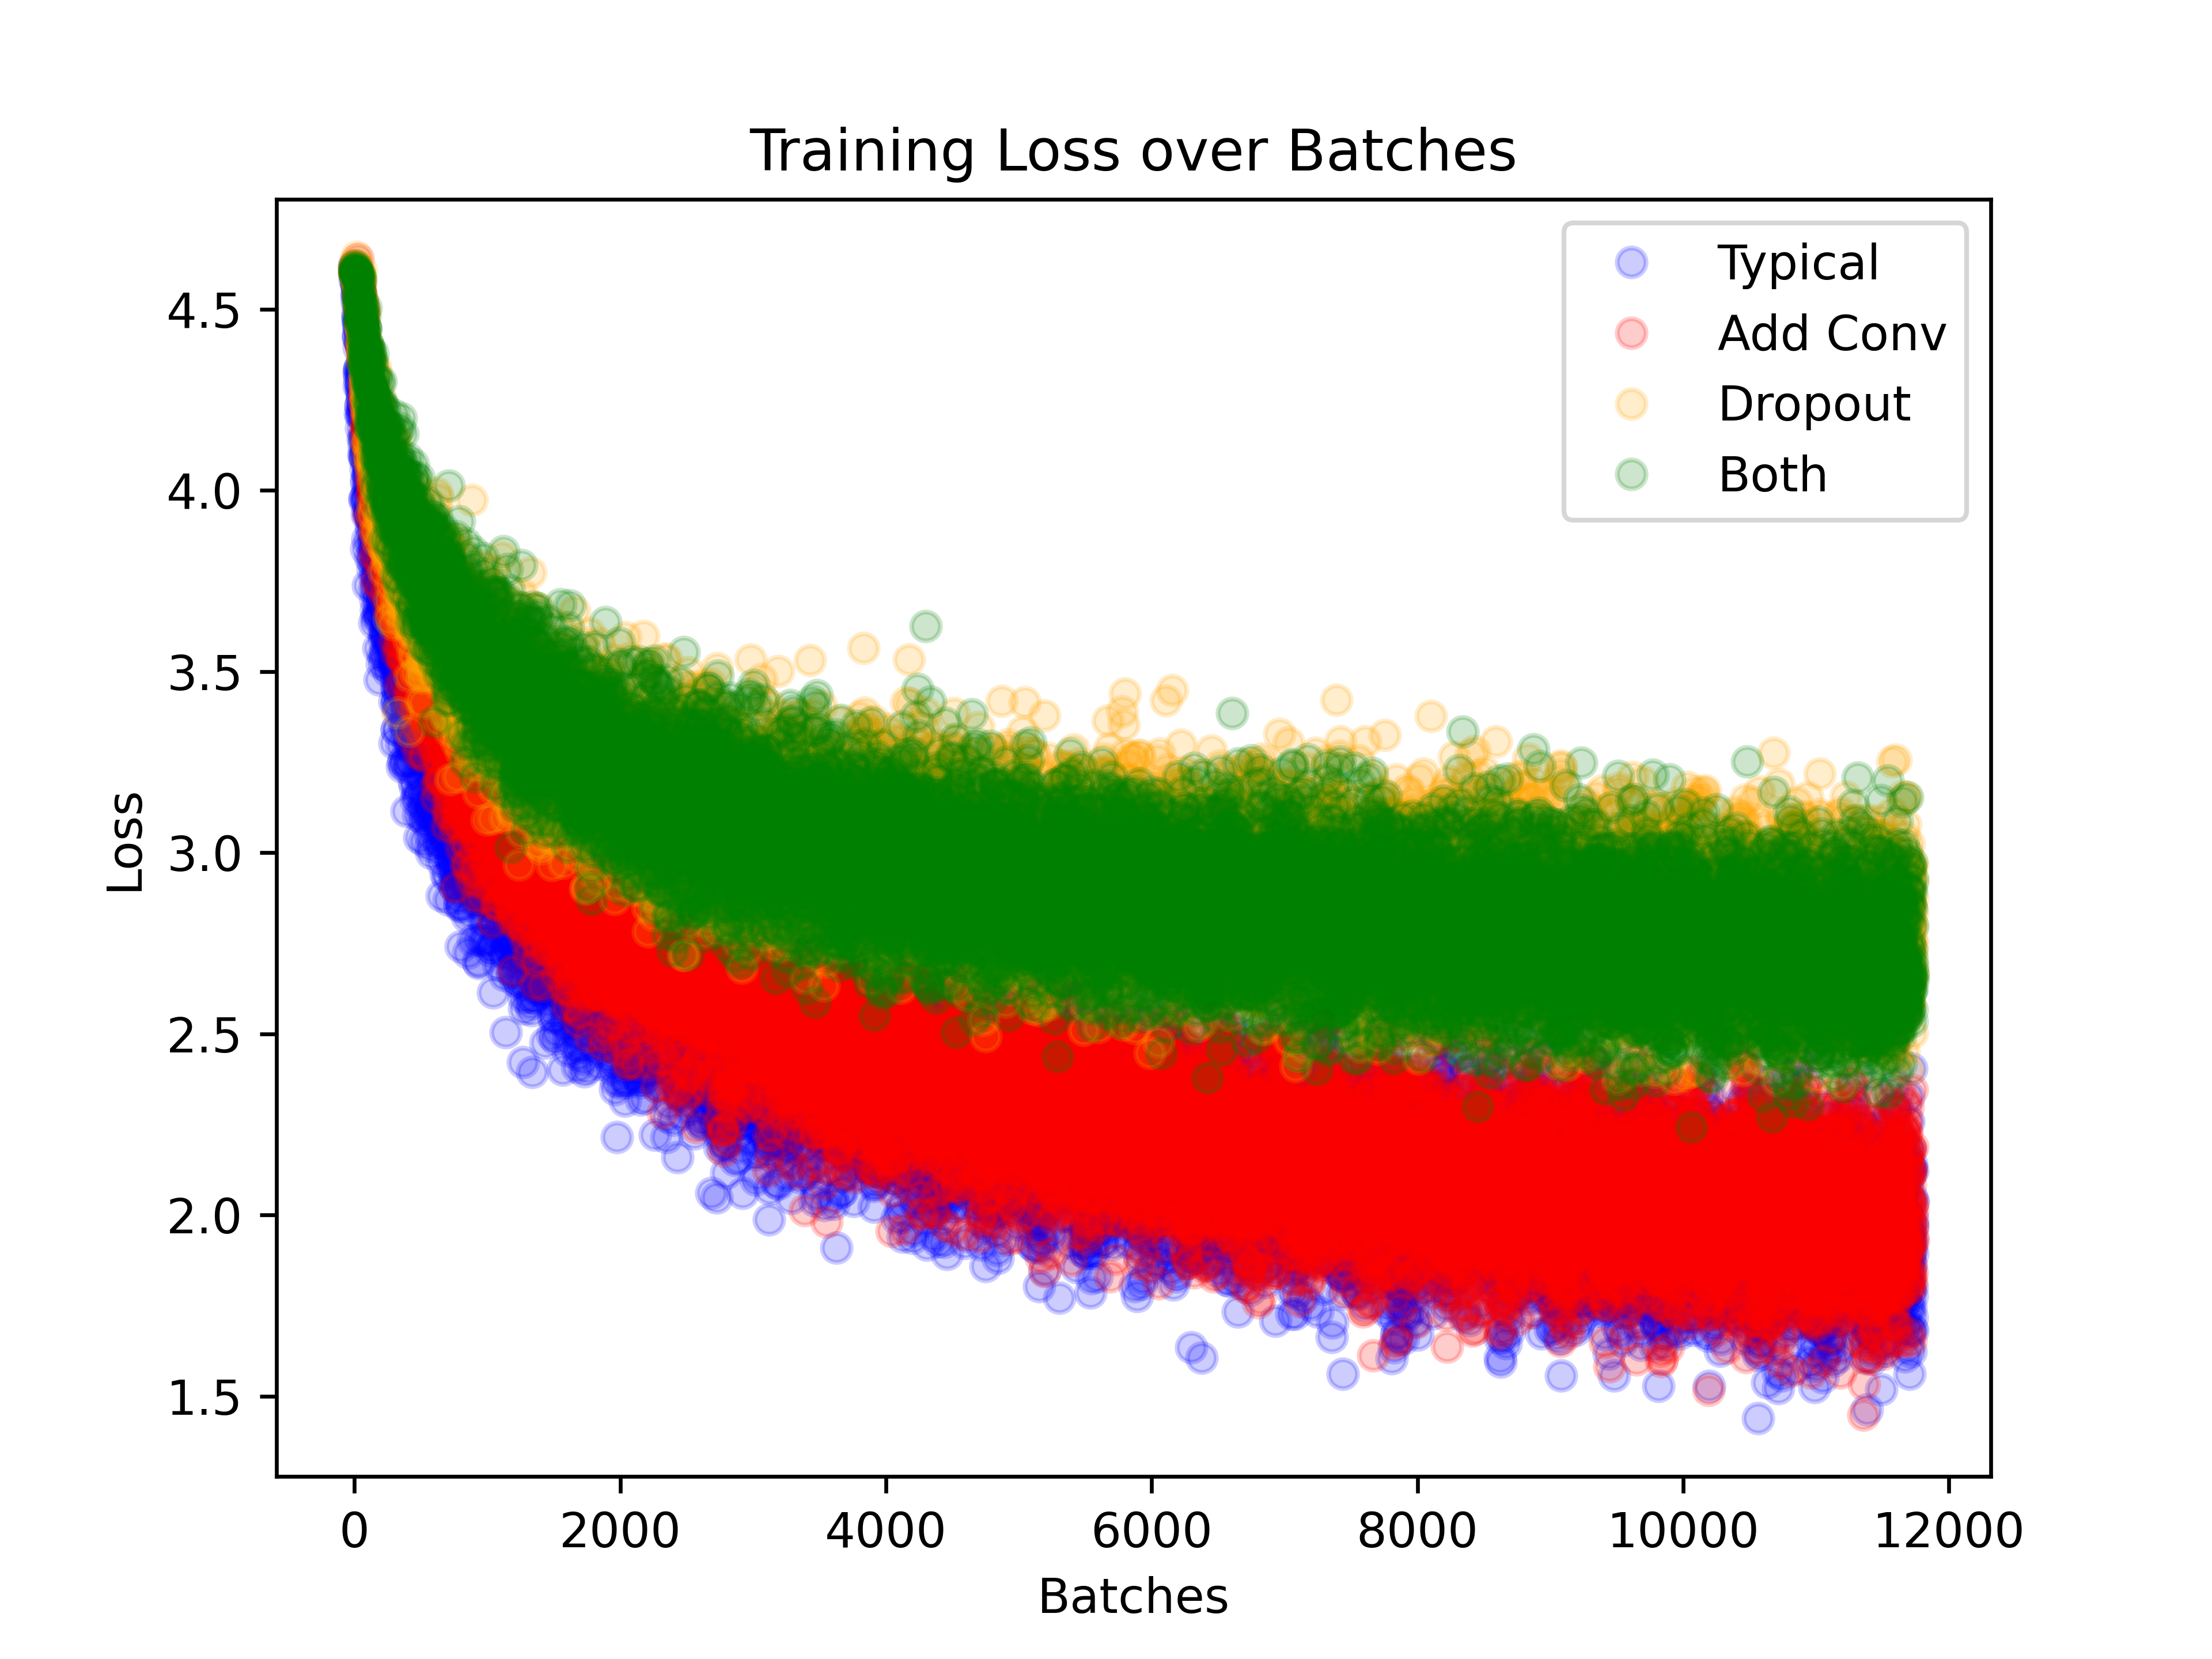 Training Loss over Batches
Typical
Add Conv
Dropout
Both
Loss
4.5
4.0
3.5
3.0
2.5
2.0
1.5
0 2000 4000 6000 8000 10000 12000
Batches